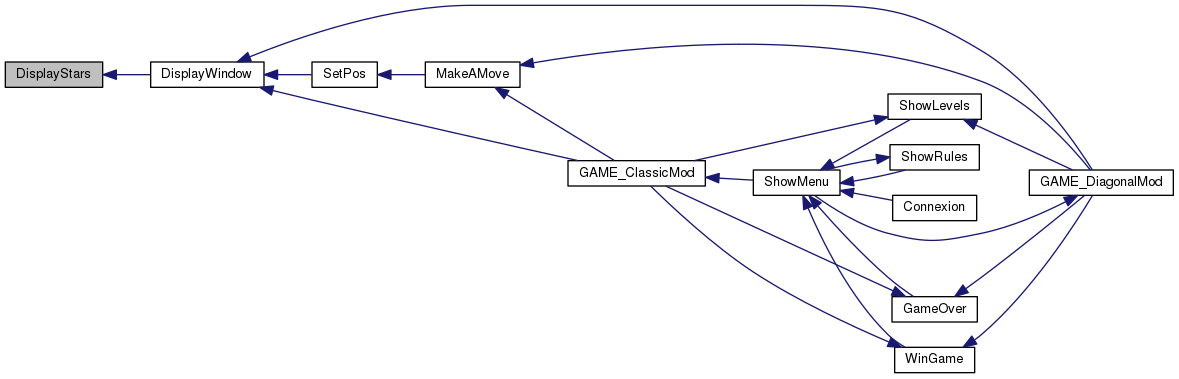 DisplayStars
DisplayWindow
SetPos
MakeAMove
GAME_ClassicMod
ShowMenu
ShowLevels
ShowRules
Connexion
GameOver
WinGame
GAME_DiagonalMod